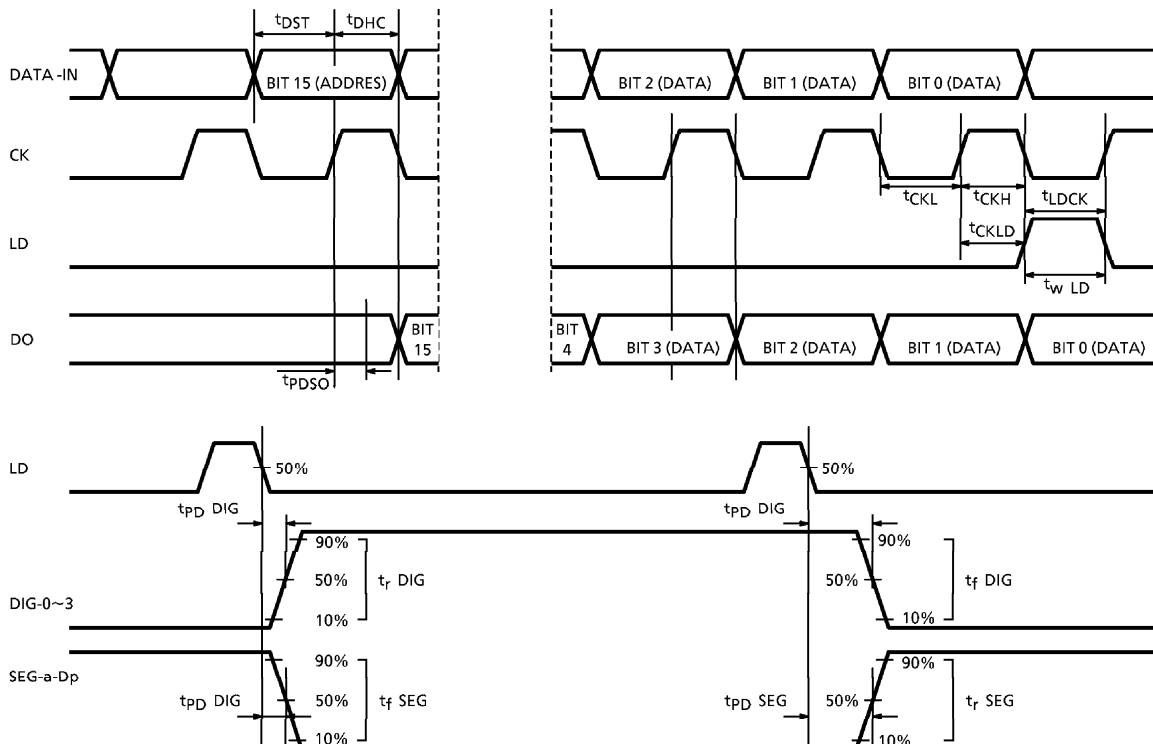 tDST tDHC
DATA-IN BIT 15 (ADDRES) BIT 2 (DATA) BIT 1 (DATA) BIT 0 (DATA)
CK
tCKL tCKH tLDCK
LD tCKLD
tw LD
DO BIT 15 BIT 4 BIT 3 (DATA) BIT 2 (DATA) BIT 1 (DATA) BIT 0 (DATA)
tPDSO
LD 50% 50%
tPD DIG tPD DIG
90% 90%
50% tr DIG 50% tf DIG
DIG-0~3 10% 10%
SEG-a-Dp 90% 90%
tPD DIG 50% tf SEG tPD SEG 50% tr SEG
10% 10%